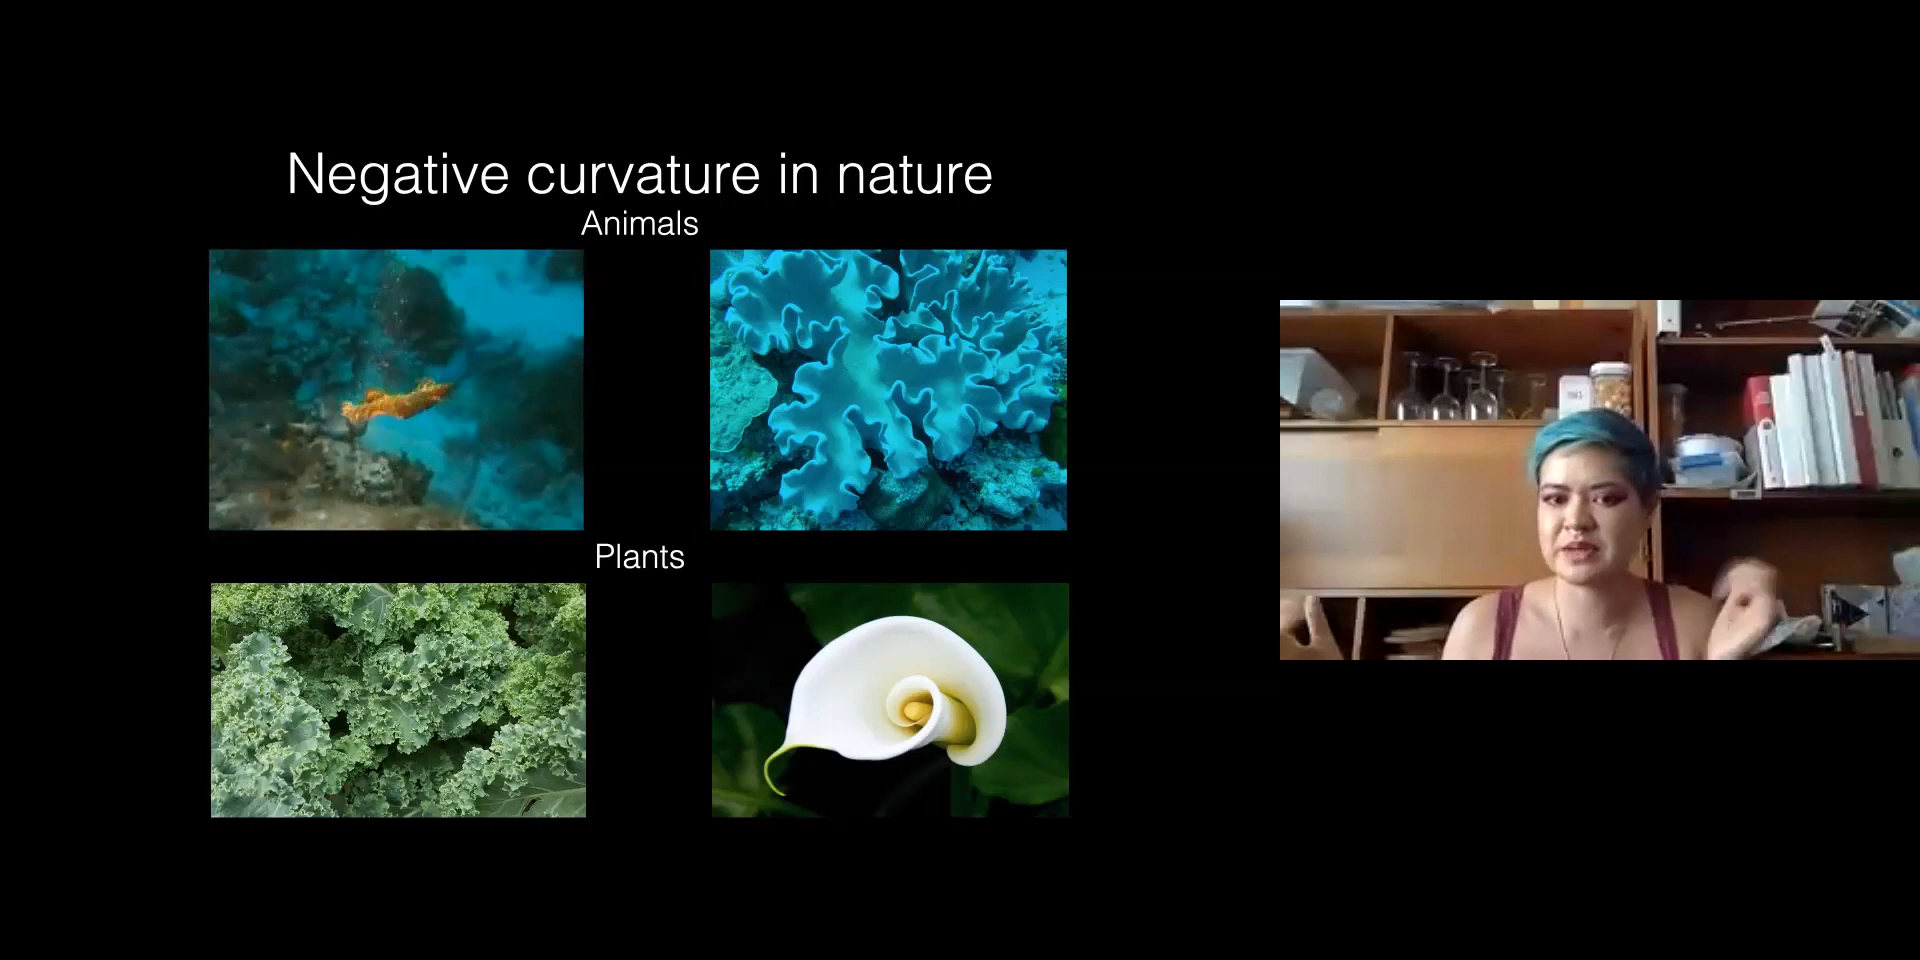 Negative curvature in nature
Animals
Plants